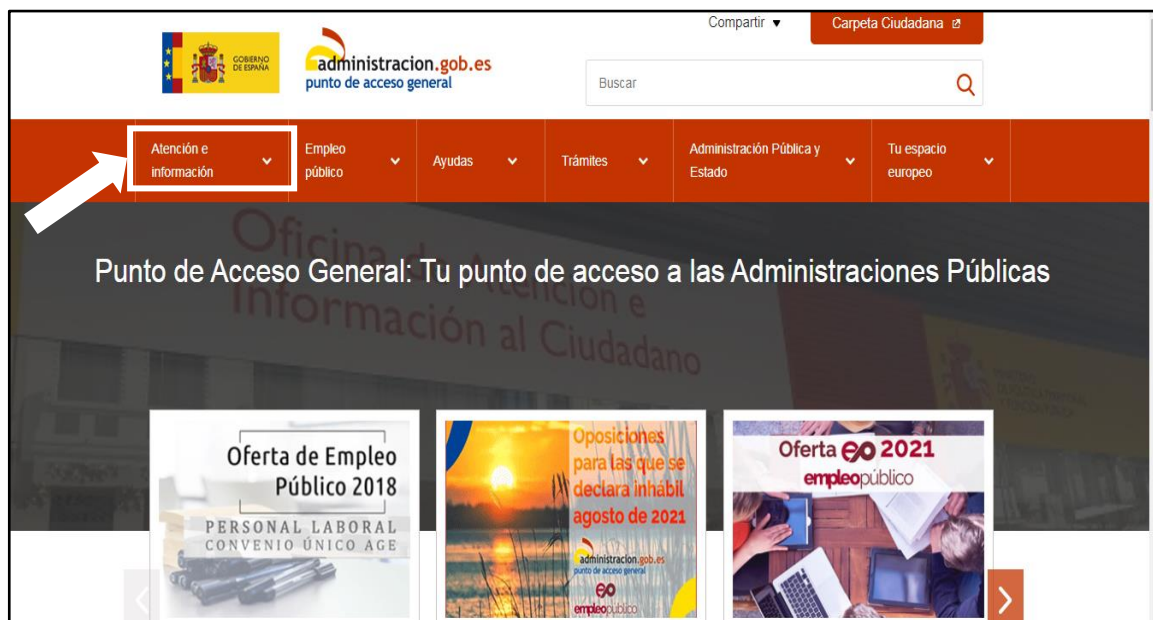 Compartir ▼
Carpeta Ciudadana
GOBIERNO
DE ESPAÑA
administracion.gob.es
punto de acceso general
Buscar
Atención e
información
Empleo
público
Ayudas
Trámites
Administración Pública y
Estado
Tu espacio
europeo
Oficina de Atención e
Información al Ciudadano
Punto de Acceso General: Tu punto de acceso a las Administraciones Públicas
Oferta de Empleo
Público 2018
PERSONAL LABORAL
CONVENIO ÚNICO AGE
Oposiciones
para las que se
declara inhábil
agosto de 2021
administracion.gob.es
punto de acceso general
empleopúblico
Oferta 2021
empleopúblico